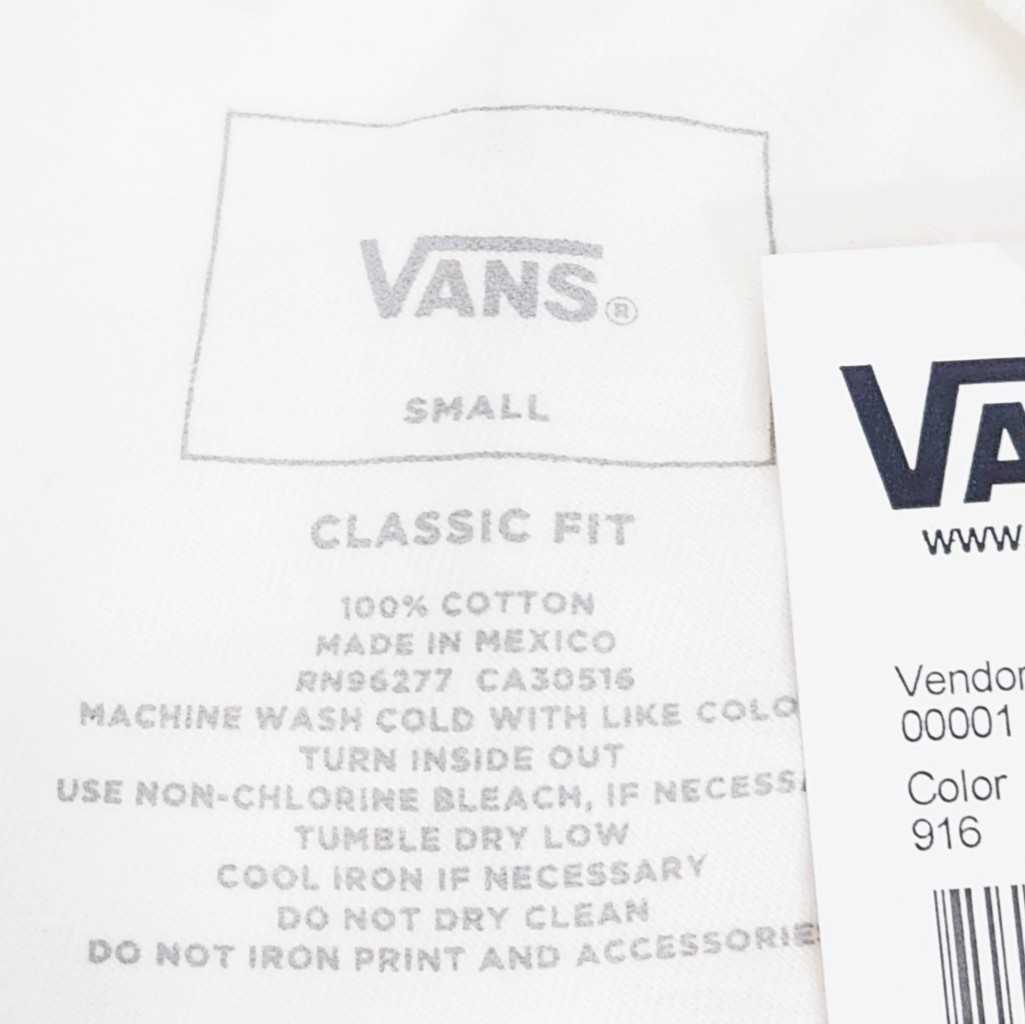 VANS®
SMALL
CLASSIC FIT
100% COTTON
MADE IN MEXICO
RN96277 CA30516
MACHINE WASH COLD WITH LIKE COLO
TURN INSIDE OUT
USE NON-CHLORINE BLEACH, IF NECESSA
TUMBLE DRY LOW
COOL IRON IF NECESSARY
DO NOT DRY CLEAN
DO NOT IRON PRINT AND ACCESSORIE
VA
www.
Vendor
00001
Color
916